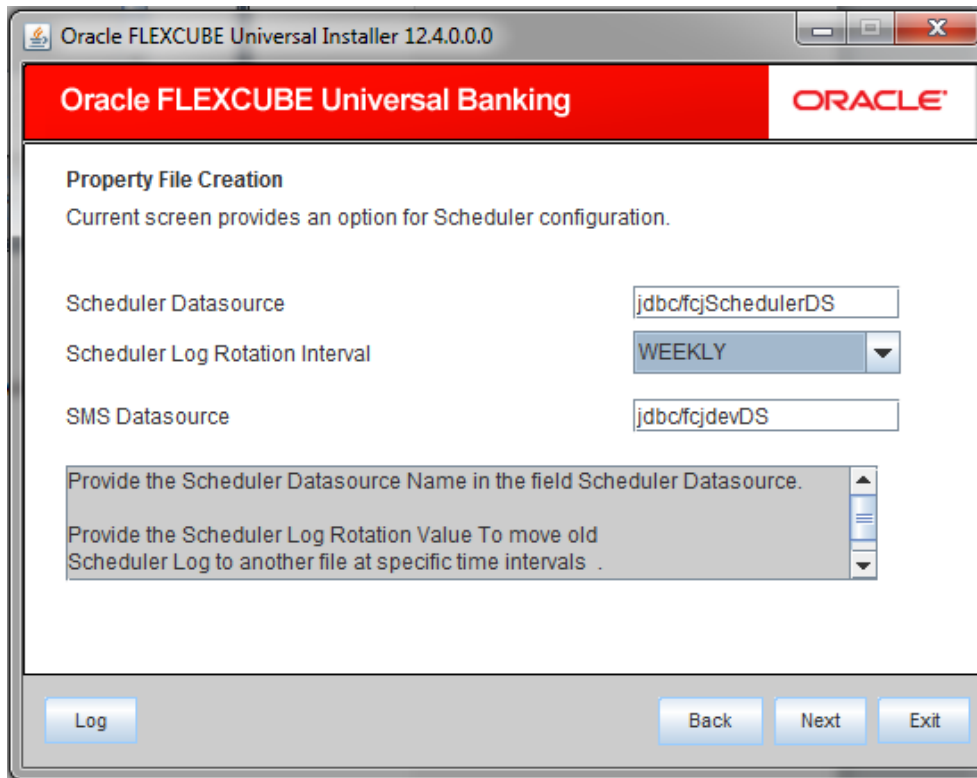 Oracle FLEXCUBE Universal Installer 12.4.0.0.0
Oracle FLEXCUBE Universal Banking
ORACLE
Property File Creation
Current screen provides an option for Scheduler configuration.
Scheduler Datasource jdbc/fcjSchedulerDS
Scheduler Log Rotation Interval WEEKLY
SMS Datasource jdbc/fcjdevDS
Provide the Scheduler Datasource Name in the field Scheduler Datasource.
Provide the Scheduler Log Rotation Value To move old
Scheduler Log to another file at specific time intervals .
Log Back Next Exit